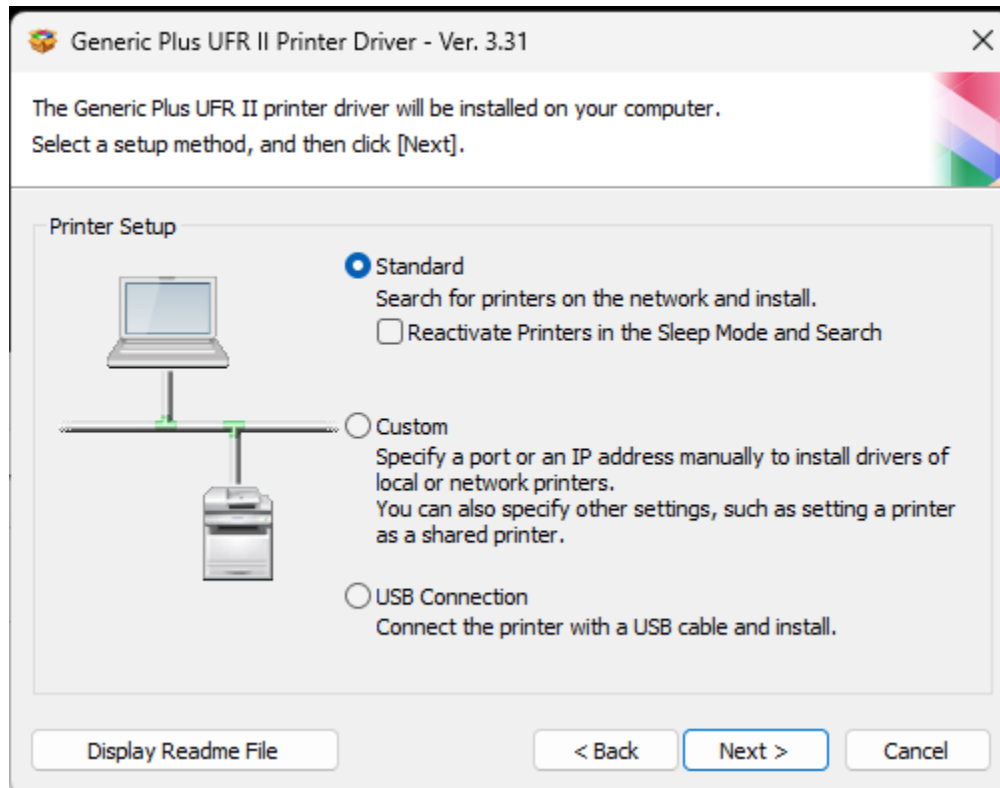 Generic Plus UFR II Printer Driver - Ver. 3.31
The Generic Plus UFR II printer driver will be installed on your computer.
Select a setup method, and then click [Next].
Printer Setup
Standard
Search for printers on the network and install.
Reactivate Printers in the Sleep Mode and Search
Custom
Specify a port or an IP address manually to install drivers of
local or network printers.
You can also specify other settings, such as setting a printer
as a shared printer.
USB Connection
Connect the printer with a USB cable and install.
Display Readme File
< Back
Next >
Cancel